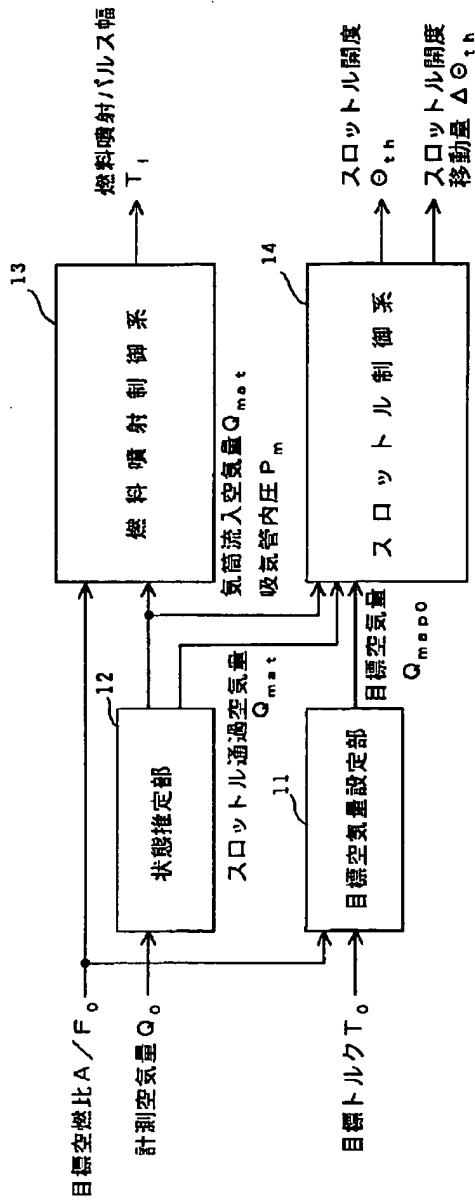 目標空燃比A/F₀
計測空気量Q₀
目標トルクT₀
12
状態推定部
スロットル通過空気量
Qmat
11
目標空気量設定部
目標空気量
Qmap0
気筒流入空気量Qmat
吸気管内圧Pm
13
燃料噴射制御系
14
スロットル制御系
燃料噴射パルス幅
Ti
スロットル開度
Θth
スロットル開度
移動量 ΔΘth